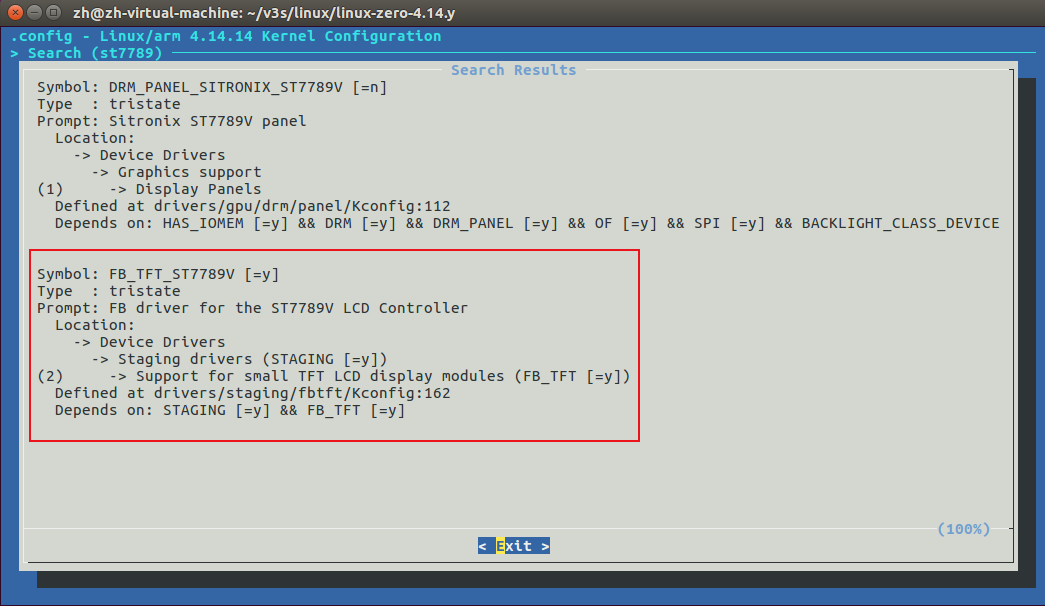 zh@zh-virtual-machine: ~/v3s/linux/linux-zero-4.14.y
.config - Linux/arm 4.14.14 Kernel Configuration
> Search (st7789)
Search Results
Symbol: DRM_PANEL_SITRONIX_ST7789V [=n]
Type  : tristate
Prompt: Sitronix ST7789V panel
  Location:
    -> Device Drivers
      -> Graphics support
(1)     -> Display Panels
  Defined at drivers/gpu/drm/panel/Kconfig:112
  Depends on: HAS_IOMEM [=y] && DRM [=y] && DRM_PANEL [=y] && OF [=y] && SPI [=y] && BACKLIGHT_CLASS_DEVICE
Symbol: FB_TFT_ST7789V [=y]
Type  : tristate
Prompt: FB driver for the ST7789V LCD Controller
  Location:
    -> Device Drivers
      -> Staging drivers (STAGING [=y])
(2)     -> Support for small TFT LCD display modules (FB_TFT [=y])
  Defined at drivers/staging/fbtft/Kconfig:162
  Depends on: STAGING [=y] && FB_TFT [=y]
(100%)
< Exit >